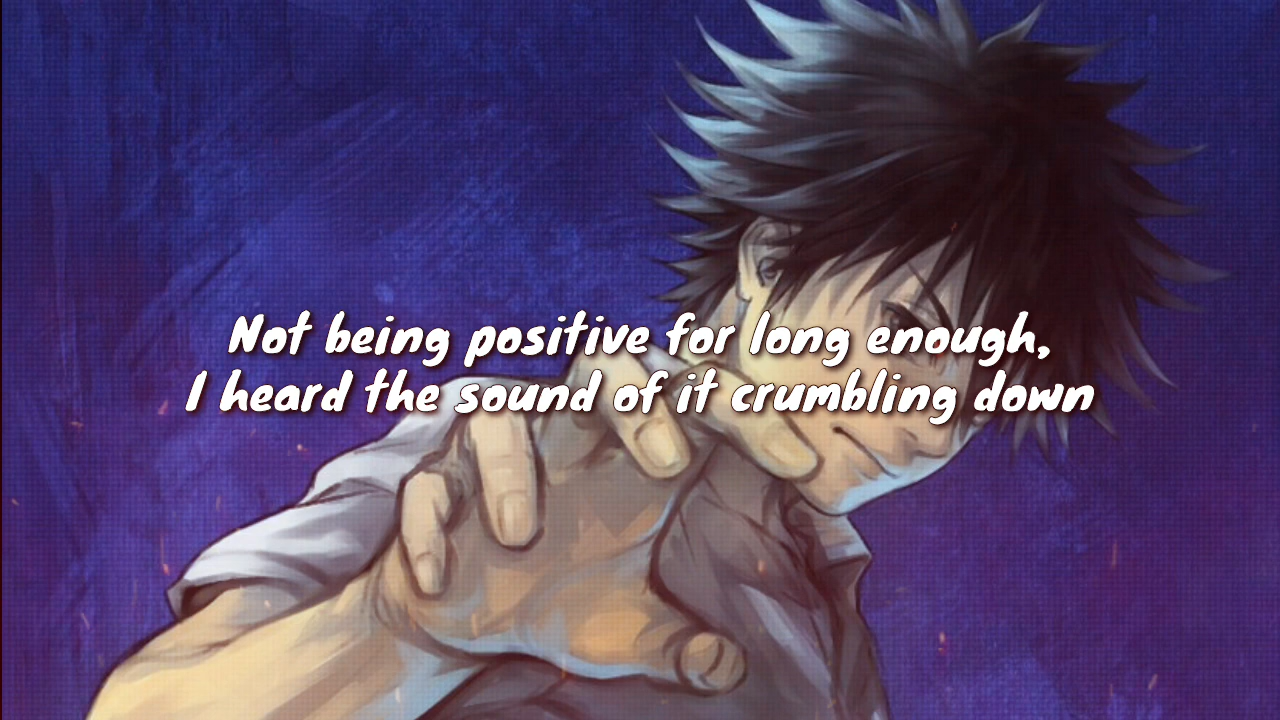 Not being positive for long enough,
I heard the sound of it crumbling down